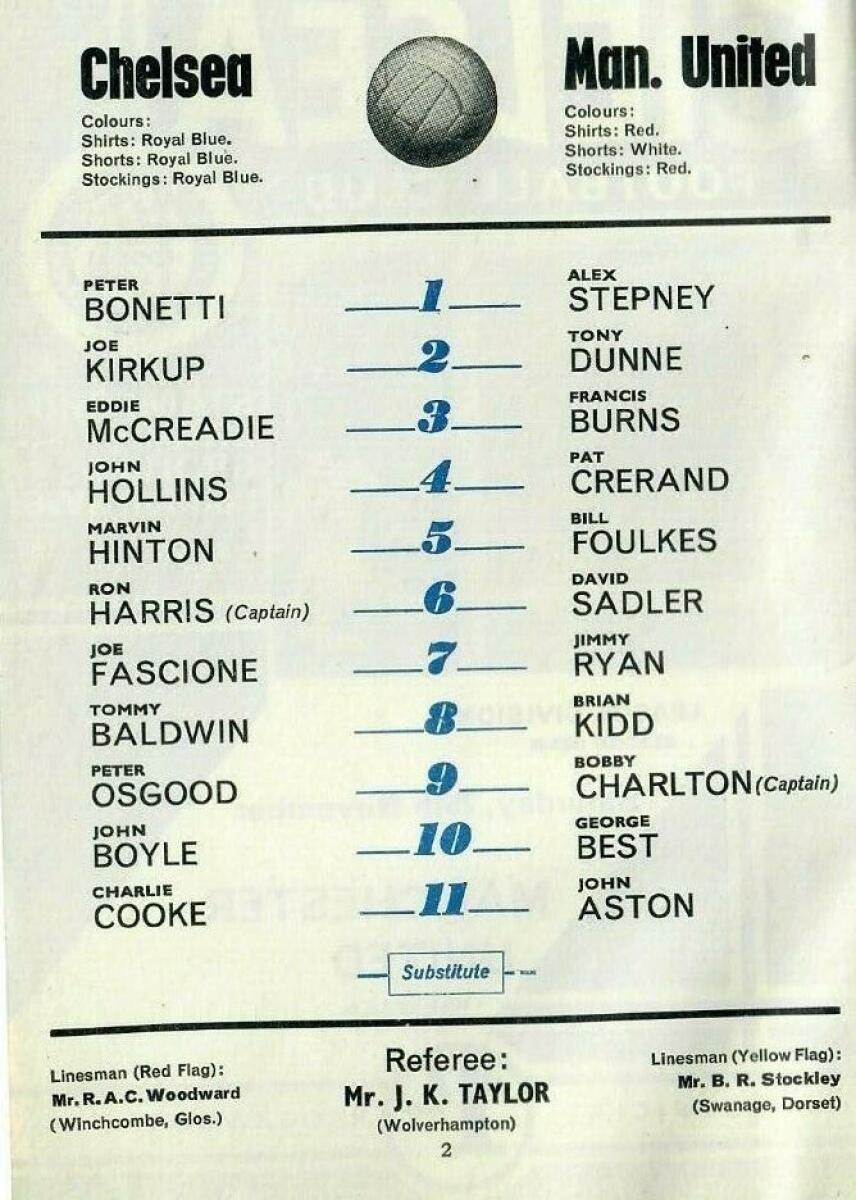 Chelsea
Colours:
Shirts: Royal Blue.
Shorts: Royal Blue.
Stockings: Royal Blue.
Man. United
Colours:
Shirts: Red.
Shorts: White.
Stockings: Red.
PETER
BONETTI
1
ALEX
STEPNEY
JOE
KIRKUP
2
TONY
DUNNE
EDDIE
McCREADIE
3
FRANCIS
BURNS
JOHN
HOLLINS
4
PAT
CRERAND
MARVIN
HINTON
5
BILL
FOULKES
RON
HARRIS (Captain)
6
DAVID
SADLER
JOE
FASCIONE
7
JIMMY
RYAN
TOMMY
BALDWIN
8
BRIAN
KIDD
PETER
OSGOOD
9
BOBBY
CHARLTON (Captain)
JOHN
BOYLE
10
GEORGE
BEST
CHARLIE
COOKE
11
JOHN
ASTON
Substitute
Linesman (Red Flag):
Mr. R. A. C. Woodward
(Winchcombe, Glos.)
Referee:
Mr. J. K. TAYLOR
(Wolverhampton)
Linesman (Yellow Flag):
Mr. B. R. Stockley
(Swanage, Dorset)
2